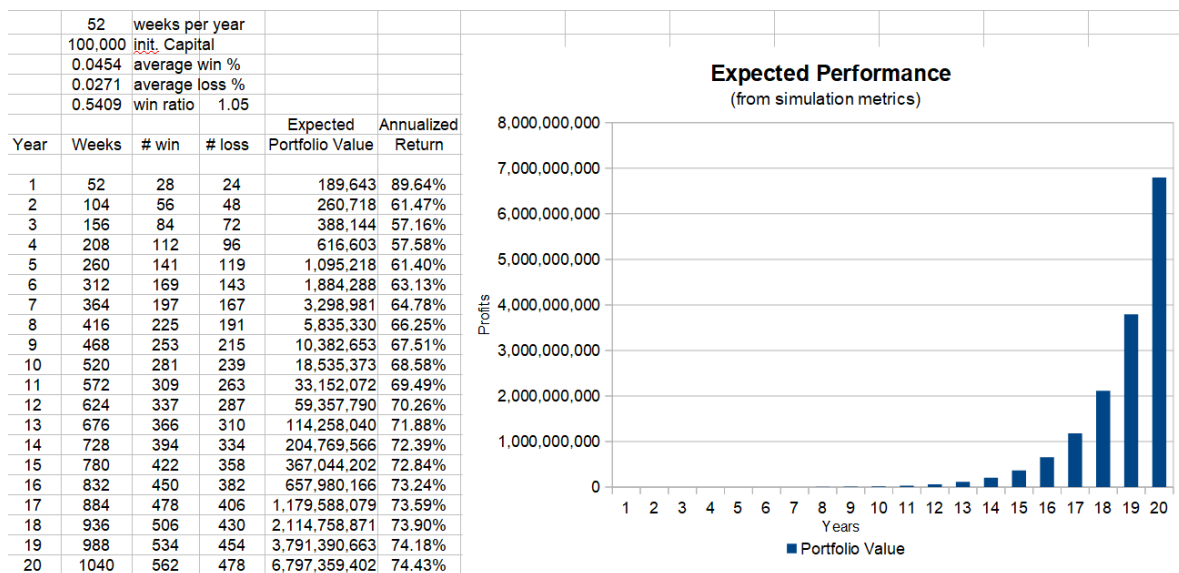 52 weeks per year
100,000 init. Capital
0.0454 average win %
0.0271 average loss %
0.5409 win ratio 1.05
Expected Annualized
Year Weeks # win # loss Portfolio Value Return
1 52 28 24 189,643 89.64%
2 104 56 48 260,718 61.47%
3 156 84 72 388,144 57.16%
4 208 112 96 616,603 57.58%
5 260 141 119 1,095,218 61.40%
6 312 169 143 1,884,288 63.13%
7 364 197 167 3,298,981 64.78%
8 416 225 191 5,835,330 66.25%
9 468 253 215 10,382,653 67.51%
10 520 281 239 18,535,373 68.58%
11 572 309 263 33,152,072 69.49%
12 624 337 287 59,357,790 70.26%
13 676 366 310 114,258,040 71.88%
14 728 394 334 204,769,566 72.39%
15 780 422 358 367,044,202 72.84%
16 832 450 382 657,980,166 73.24%
17 884 478 406 1,179,588,079 73.59%
18 936 506 430 2,114,758,871 73.90%
19 988 534 454 3,791,390,663 74.18%
20 1040 562 478 6,797,359,402 74.43%
Expected Performance
(from simulation metrics)
8,000,000,000
7,000,000,000
6,000,000,000
5,000,000,000
4,000,000,000
3,000,000,000
2,000,000,000
1,000,000,000
0
Profits
1 2 3 4 5 6 7 8 9 10 11 12 13 14 15 16 17 18 19 20
Years
Portfolio Value